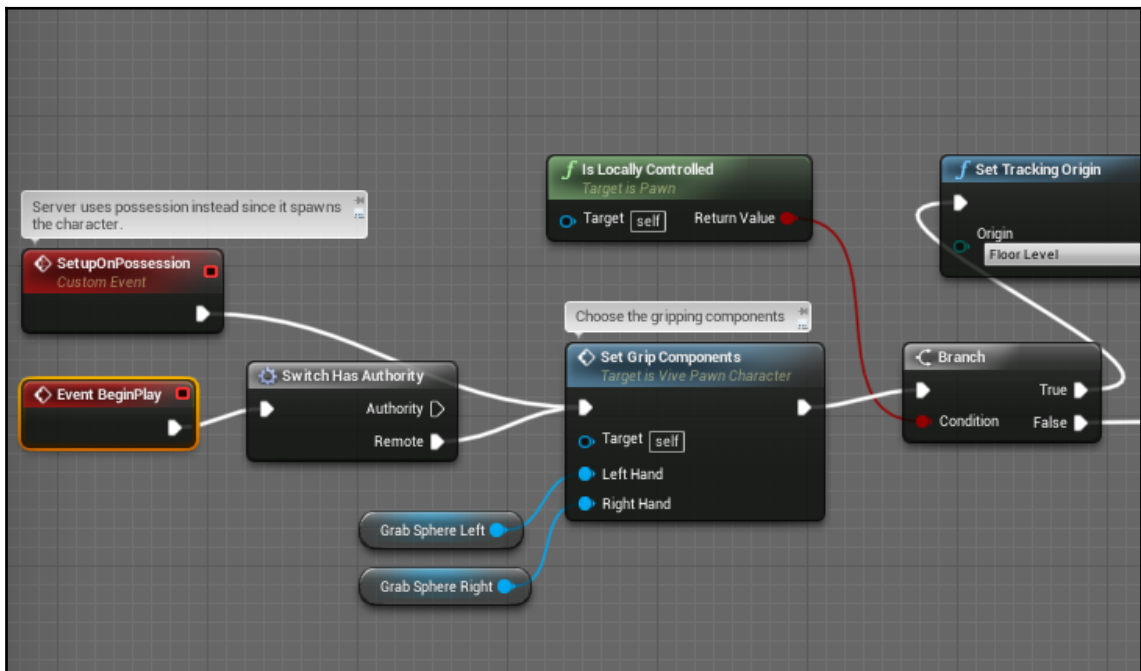 Server uses possession instead since it spawns
the character.
SetupOnPossession
Custom Event
Event BeginPlay
Switch Has Authority
Authority
Remote
Is Locally Controlled
Target is Pawn
Target self
Return Value
Choose the gripping components
Set Grip Components
Target is Vive Pawn Character
Target self
Left Hand
Right Hand
Grab Sphere Left
Grab Sphere Right
Set Tracking Origin
Origin
Floor Level
Branch
True
Condition
False